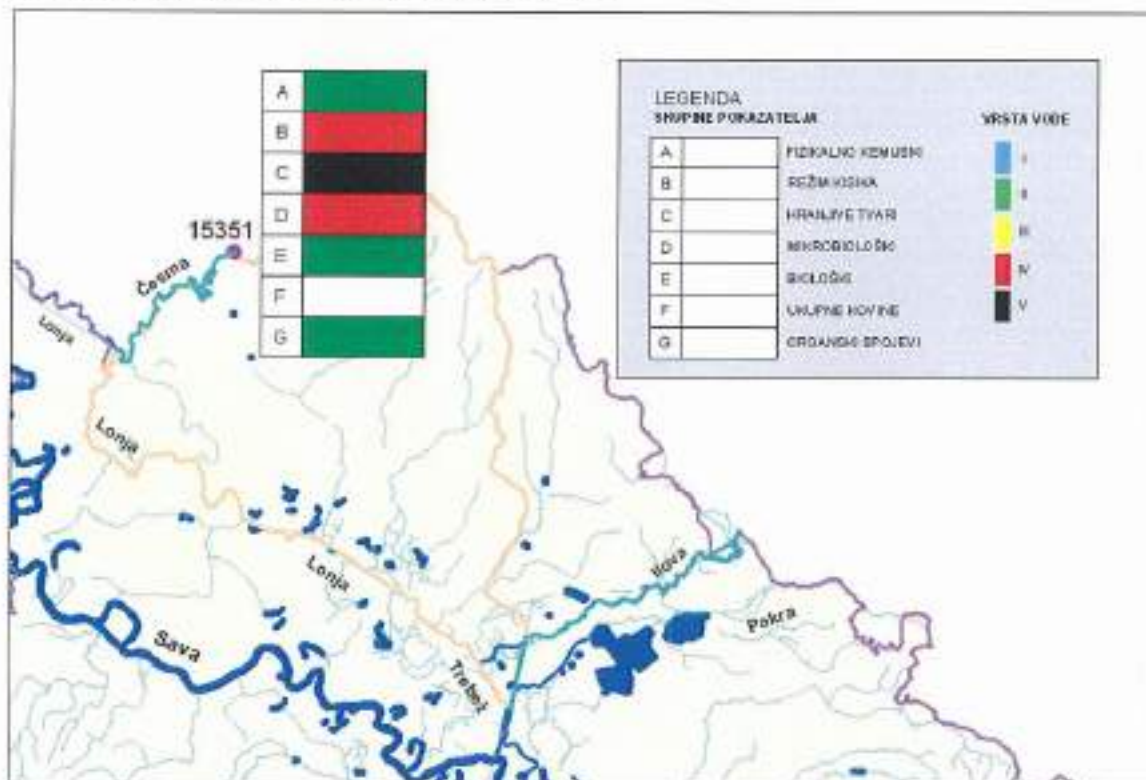 A
B
C
D
E
F
G
15351
Česma
Lonja
Lonja
Lonja
Sava
Trebež
Ilova
Pakra
LEGENDA
SKUPINE POKAZATELJA
A FIZIKALNO KEMIJSKI
B REŽIM KISIKA
C HRANJIVE TVARI
D MIKROBIOLOŠKI
E BIOLOŠKI
F UKUPNE KOVINE
G ORGANSKI SPOJEVI
VRSTA VODE
I
II
III
IV
V